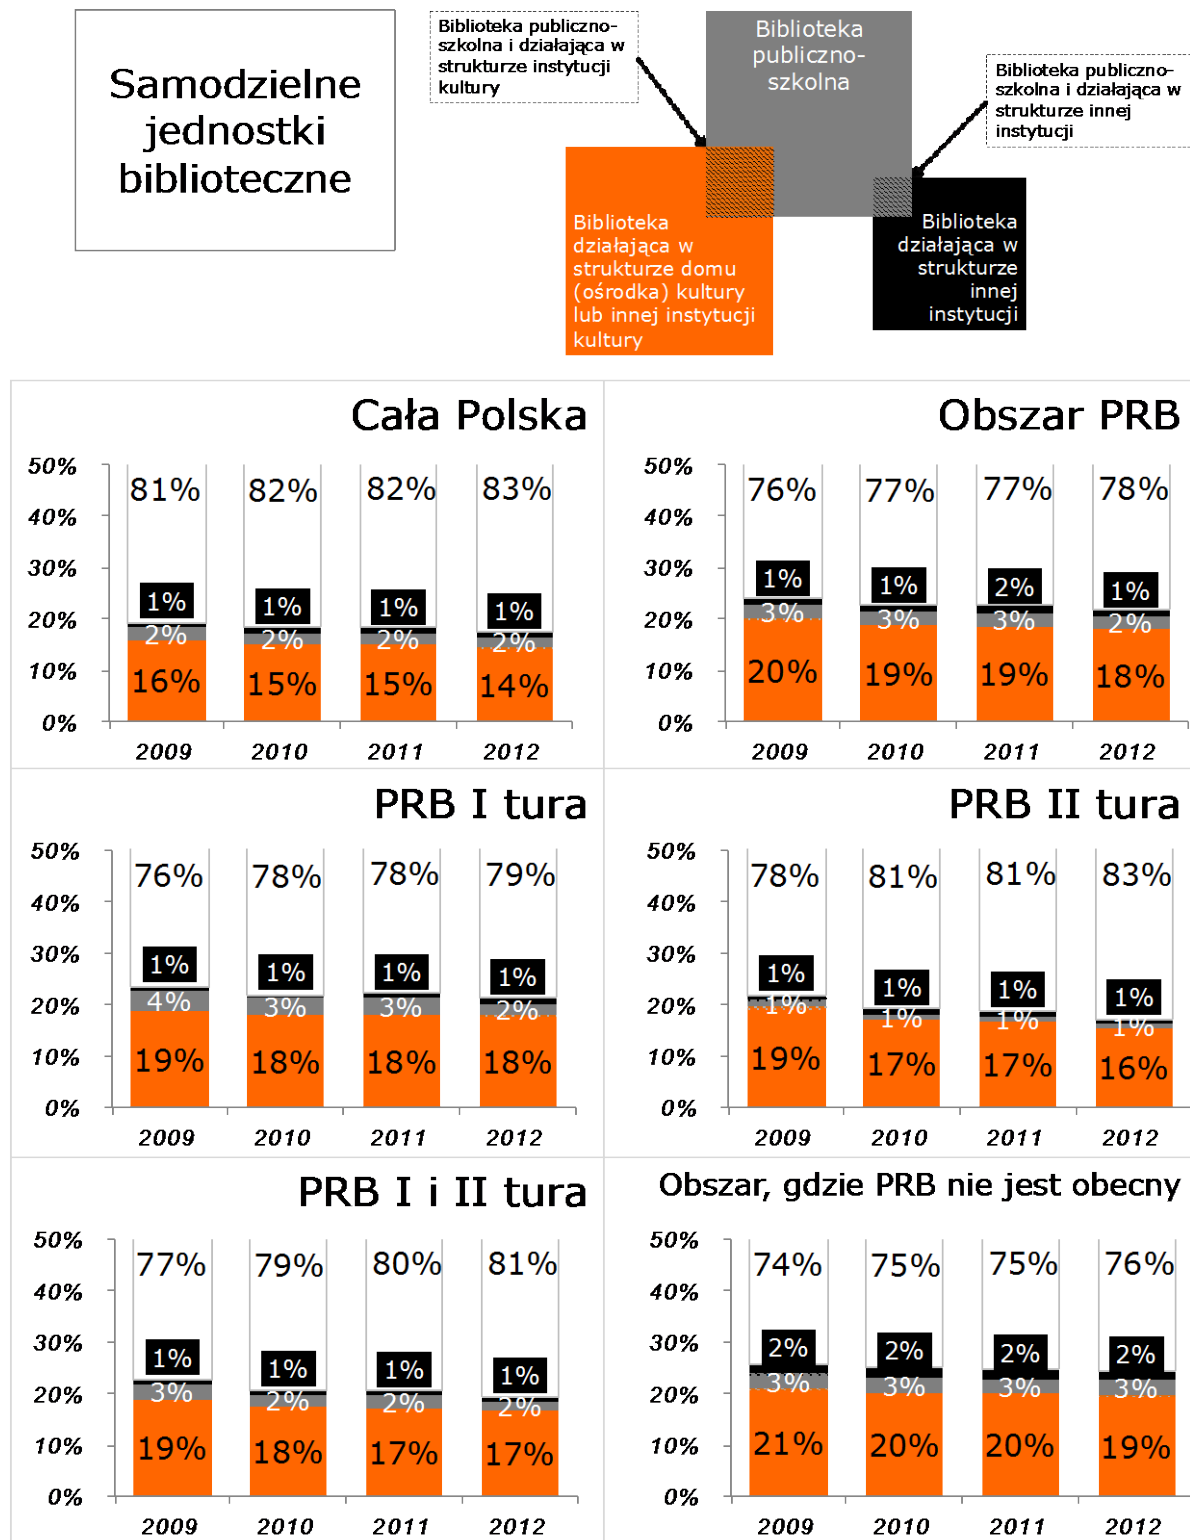 Samodzielne
jednostki
biblioteczne
Biblioteka publiczno-
szkolna i działająca w
strukturze instytucji
kultury
Biblioteka
publiczno-
szkolna
Biblioteka publiczno-
szkolna i działająca w
strukturze innej
instytucji
Biblioteka
działająca w
strukturze domu
(ośrodka) kultury
lub innej instytucji
kultury
Biblioteka
działająca w
strukturze
innej
instytucji
Cała Polska
50%
40%
30%
20%
10%
0%
81% 82% 82% 83%
1% 1% 1% 1%
2% 2% 2% 2%
16% 15% 15% 14%
2009 2010 2011 2012
Obszar PRB
50%
40%
30%
20%
10%
0%
76% 77% 77% 78%
1% 1% 2% 1%
3% 3% 3% 2%
20% 19% 19% 18%
2009 2010 2011 2012
PRB I tura
50%
40%
30%
20%
10%
0%
76% 78% 78% 79%
1% 1% 1% 1%
4% 3% 3% 2%
19% 18% 18% 18%
2009 2010 2011 2012
PRB II tura
50%
40%
30%
20%
10%
0%
78% 81% 81% 83%
1% 1% 1% 1%
1% 1% 1% 1%
19% 17% 17% 16%
2009 2010 2011 2012
PRB I i II tura
50%
40%
30%
20%
10%
0%
77% 79% 80% 81%
1% 1% 1% 1%
3% 2% 2% 2%
19% 18% 17% 17%
2009 2010 2011 2012
Obszar, gdzie PRB nie jest obecny
50%
40%
30%
20%
10%
0%
74% 75% 75% 76%
2% 2% 2% 2%
3% 3% 3% 3%
21% 20% 20% 19%
2009 2010 2011 2012